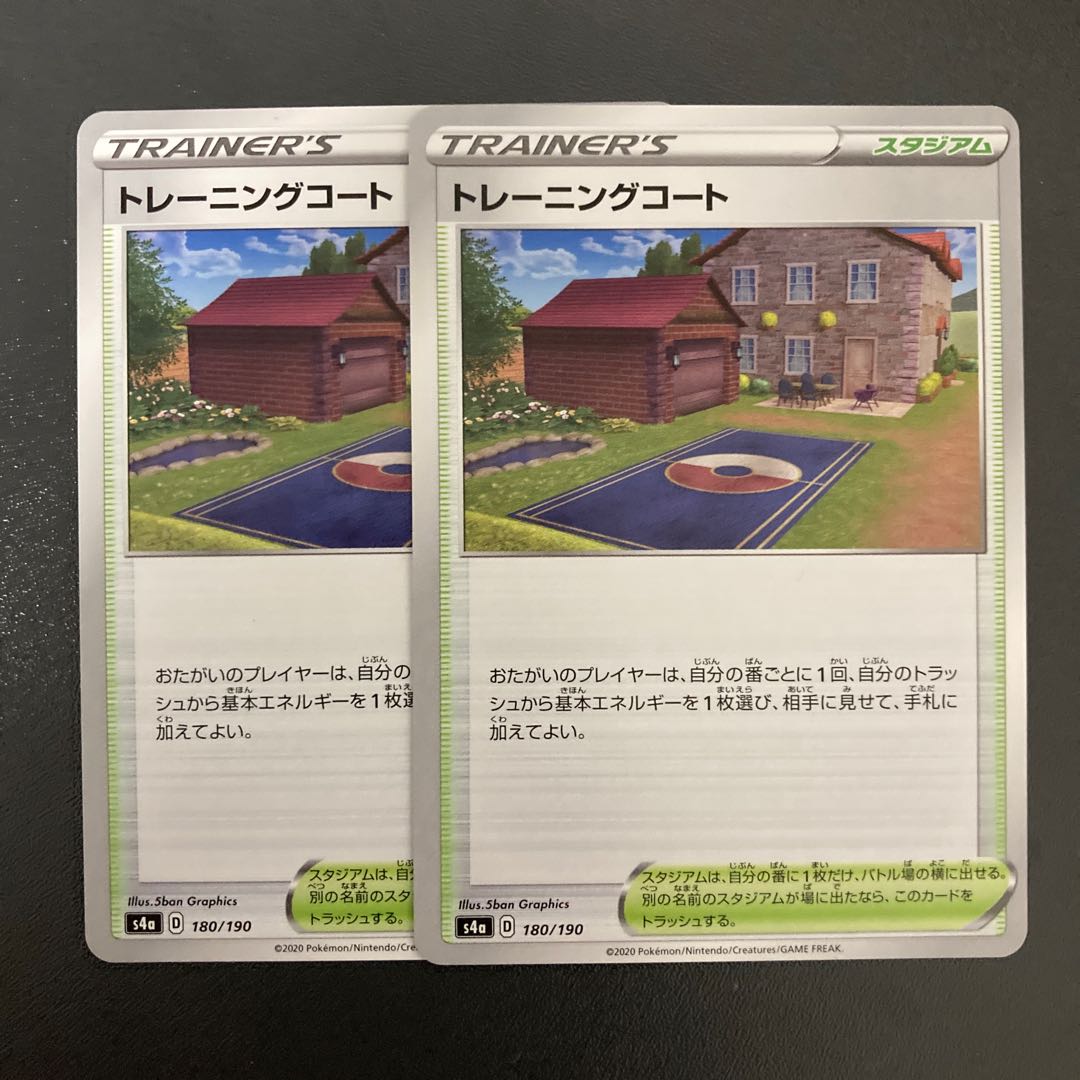 TRAINER'S
トレーニングコート
おたがいのプレイヤーは、自分の
シュから基本エネルギーを1枚選
加えてよい。
スタジアムは、自分
別の名前のスタ
トラッシュする。
Illus.5ban Graphics
s4a D 180/190
©2020 Pokémon/Nintendo/Cre
TRAINER'S スタジアム
トレーニングコート
おたがいのプレイヤーは、自分の番ごとに1回、自分のトラッ
シュから基本エネルギーを1枚選び、相手に見せて、手札に
加えてよい。
スタジアムは、自分の番に1枚だけ、バトル場の横に出せる。
別の名前のスタジアムが場に出たなら、このカードを
トラッシュする。
Illus.5ban Graphics
s4a D 180/190
©2020 Pokémon/Nintendo/Creatures/GAME FREAK.